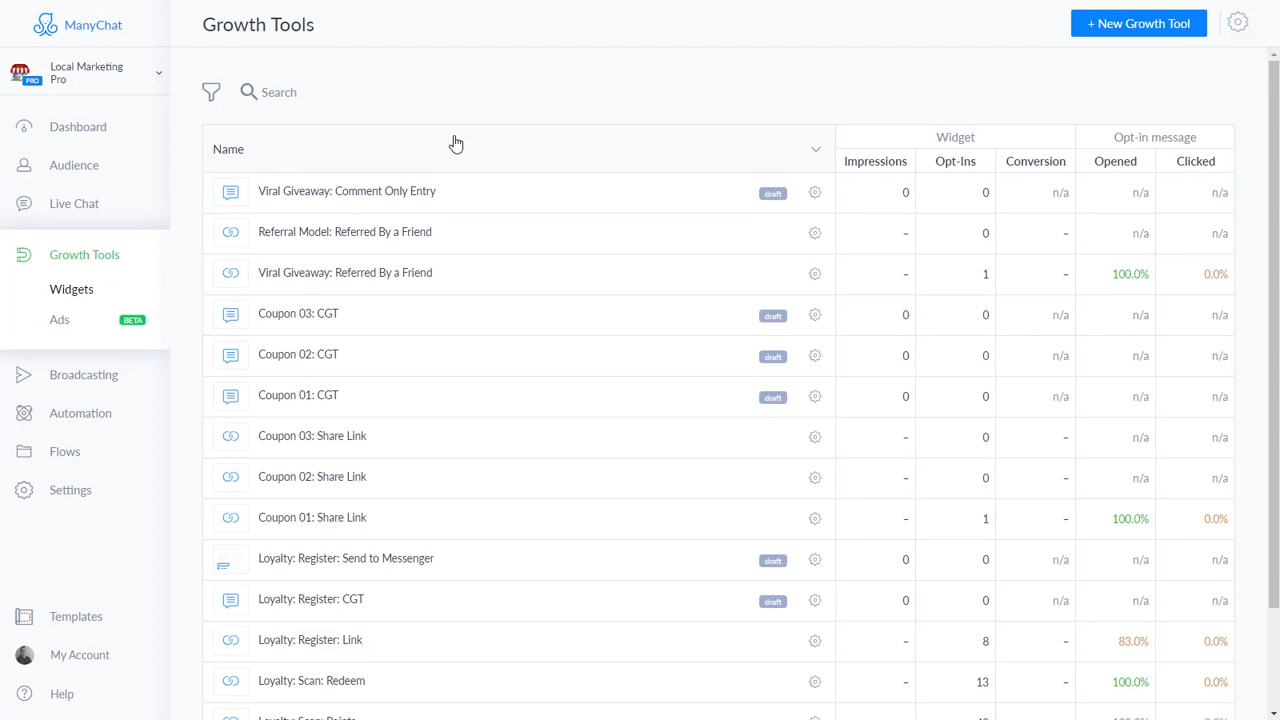 ManyChat
Growth Tools
+ New Growth Tool
Local Marketing
Pro
PRO
Search
Dashboard
Audience
Live Chat
Growth Tools
Widgets
Ads BETA
Broadcasting
Automation
Flows
Settings
Templates
My Account
Help
Name Widget Opt-in message
Impressions Opt-Ins Conversion Opened Clicked
Viral Giveaway: Comment Only Entry draft 0 0 n/a n/a n/a
Referral Model: Referred By a Friend – 0 – n/a n/a
Viral Giveaway: Referred By a Friend – 1 – 100.0% 0.0%
Coupon 03: CGT draft 0 0 n/a n/a n/a
Coupon 02: CGT draft 0 0 n/a n/a n/a
Coupon 01: CGT draft 0 0 n/a n/a n/a
Coupon 03: Share Link – 0 – n/a n/a
Coupon 02: Share Link – 0 – n/a n/a
Coupon 01: Share Link – 1 – 100.0% 0.0%
Loyalty: Register: Send to Messenger draft 0 0 n/a n/a n/a
Loyalty: Register: CGT draft 0 0 n/a n/a n/a
Loyalty: Register: Link – 8 – 83.0% 0.0%
Loyalty: Scan: Redeem – 13 – 100.0% 0.0%